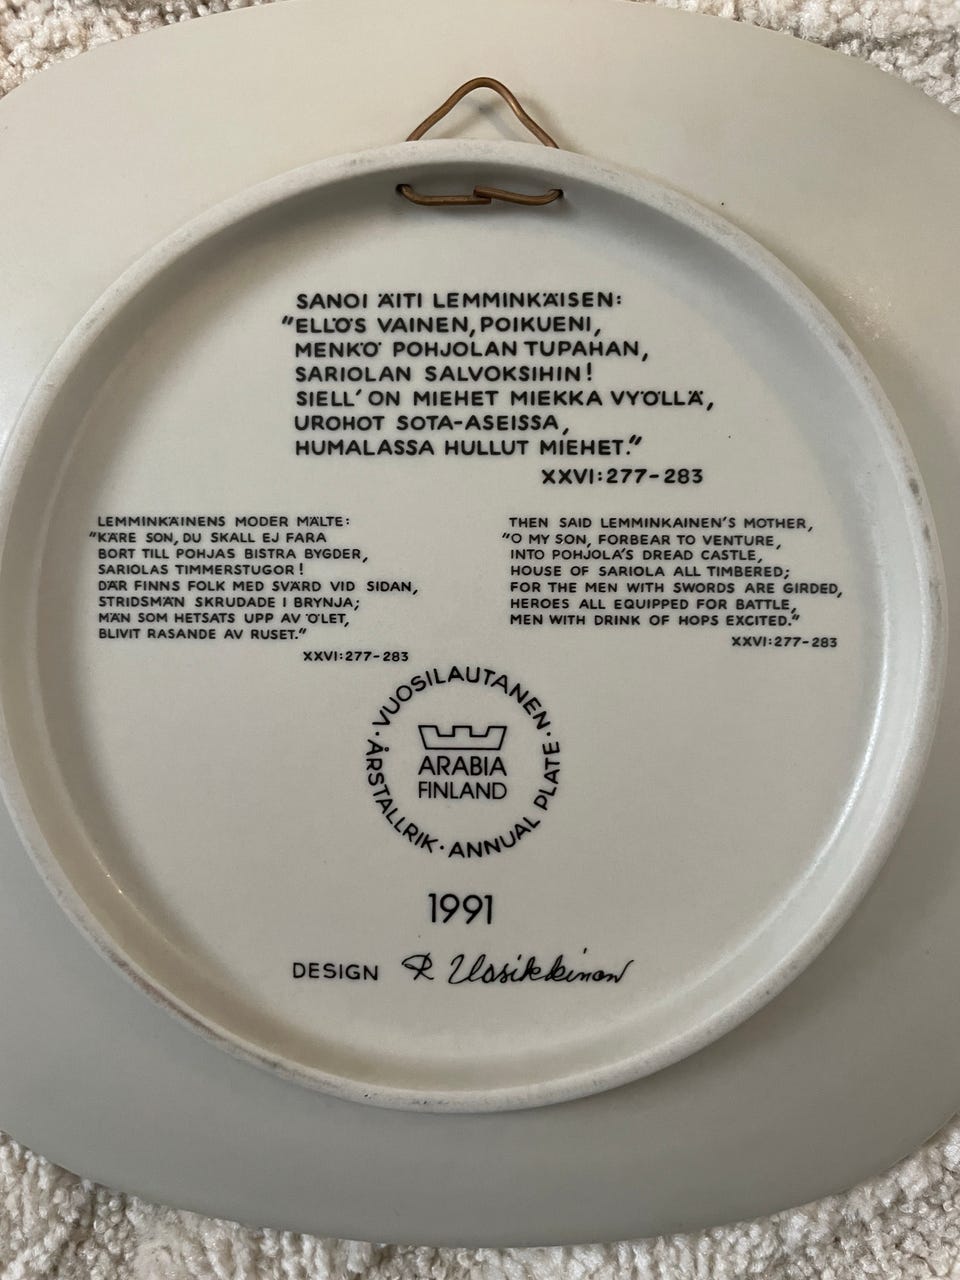 SANOI ÄITI LEMMINKÄISEN:
"ELLÖS VAINEN, POIKUENI,
MENKÖ POHJOLAN TUPAHAN,
SARIOLAN SALVOKSIHIN!
SIELL' ON MIEHET MIEKKA VYÖLLÄ,
UROHOT SOTA-ASEISSA,
HUMALASSA HULLUT MIEHET."
XXVI:277-283
LEMMINKÄINENS MODER MÄLTE:
"KÄRE SON, DU SKALL EJ FARA
BORT TILL POHJAS BISTRA BYGDER,
SARIOLAS TIMMERSTUGOR!
DÄR FINNS FOLK MED SVÄRD VID SIDAN,
STRIDSMÄN SKRUDADE I BRYNJA;
MÄN SOM HETSATS UPP AV ÖLET,
BLIVIT RASANDE AV RUSET."
XXVI:277-283
THEN SAID LEMMINKAINEN'S MOTHER,
"O MY SON, FORBEAR TO VENTURE,
INTO POHJOLA'S DREAD CASTLE,
HOUSE OF SARIOLA ALL TIMBERED;
FOR THE MEN WITH SWORDS ARE GIRDED,
HEROES ALL EQUIPPED FOR BATTLE,
MEN WITH DRINK OF HOPS EXCITED."
XXVI:277-283
·VUOSILAUTANEN·
ANNUAL PLATE
·ÅRSTALLRIK·
ARABIA
FINLAND
1991
DESIGN R Uosikkinen